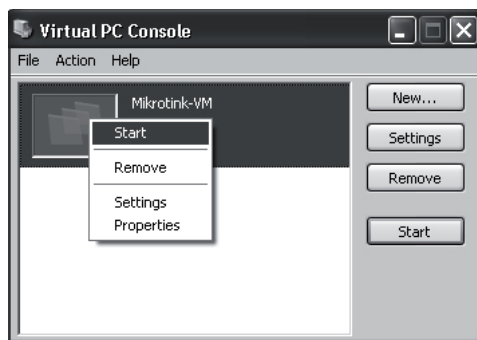 Virtual PC Console
File Action Help
Mikrotink-VM
Start
Remove
Settings
Properties
New...
Settings
Remove
Start